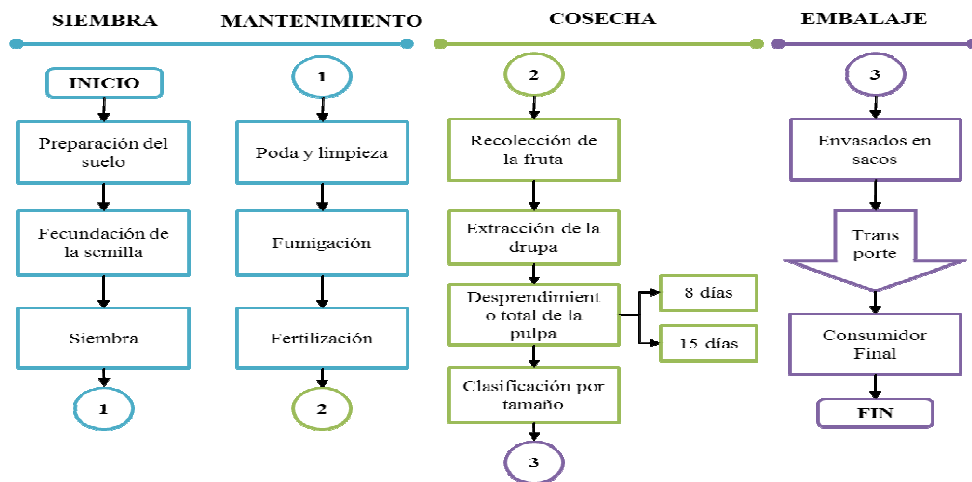 SIEMBRA
INICIO
Preparación del
suelo
Fecundación de
la semilla
Siembra
1
MANTENIMIENTO
1
Poda y limpieza
Fumigación
Fertilización
2
COSECHA
2
Recolección de
la fruta
Extracción de la
drupa
Desprendimient
o total de la
pulpa
8 días
15 días
Clasificación por
tamaño
3
EMBALAJE
3
Envasados en
sacos
Trans
porte
Consumidor
Final
FIN